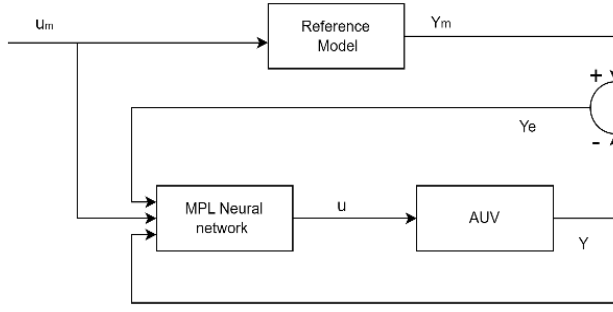 uₘ
Reference
Model
Yₘ
+
Ye
-
MPL Neural
network
u
AUV
Y